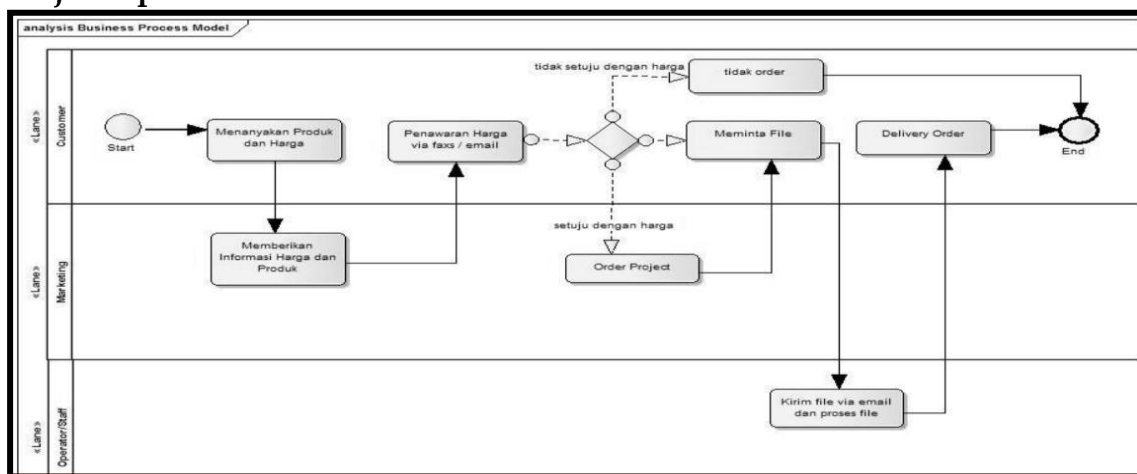 analysis Business Process Model
«Lane»
Customer
Start
Menanyakan Produk
dan Harga
Penawaran Harga
via faxs / email
tidak setuju dengan harga
tidak order
Meminta File
Delivery Order
End
«Lane»
Marketing
Memberikan
Informasi Harga dan
Produk
setuju dengan harga
Order Project
«Lane»
Operator/Staff
Kirim file via email
dan proses file